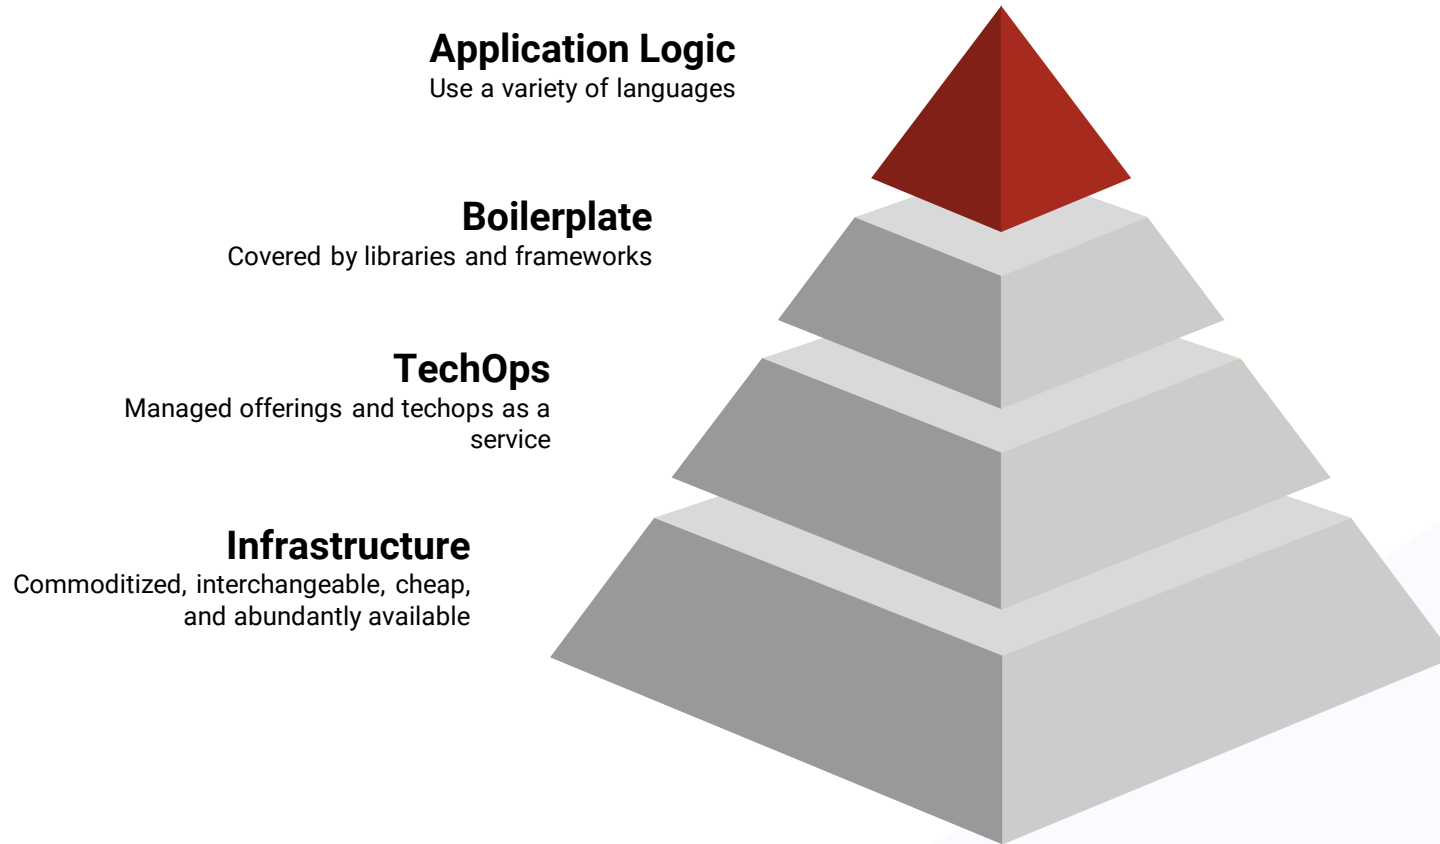 Application Logic
Use a variety of languages
Boilerplate
Covered by libraries and frameworks
TechOps
Managed offerings and techops as a
service
Infrastructure
Commoditized, interchangeable, cheap,
and abundantly available